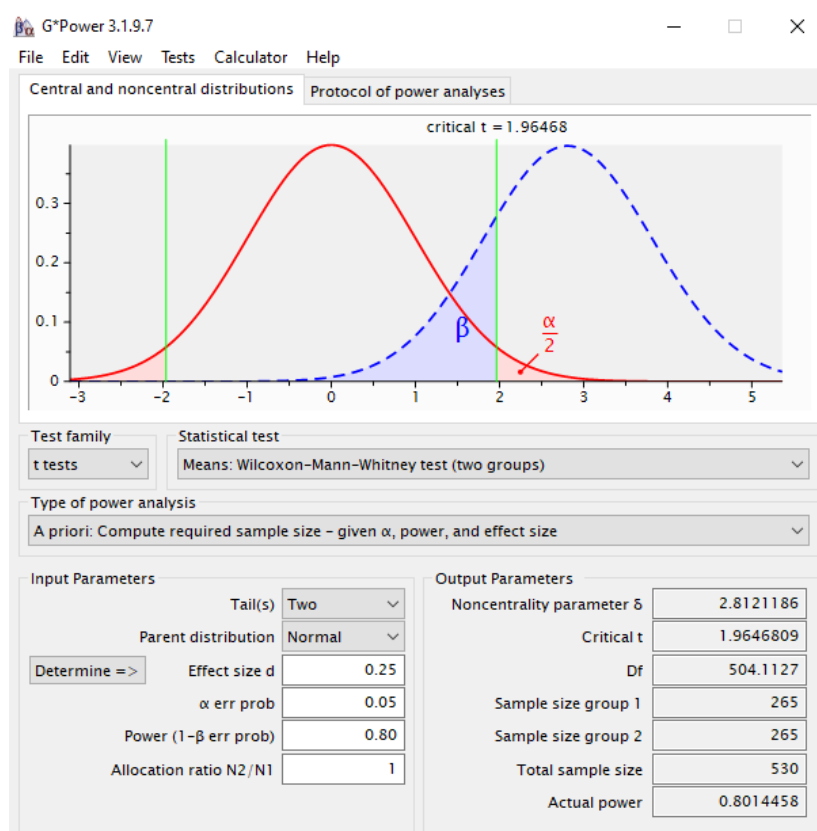 G*Power 3.1.9.7
File Edit View Tests Calculator Help
Central and noncentral distributions Protocol of power analyses
critical t = 1.96468
0.3
0.2
0.1
0
β
α
2
-3 -2 -1 0 1 2 3 4 5
Test family Statistical test
t tests Means: Wilcoxon-Mann-Whitney test (two groups)
Type of power analysis
A priori: Compute required sample size - given α, power, and effect size
Input Parameters Output Parameters
Tail(s) Two Noncentrality parameter δ 2.8121186
Parent distribution Normal Critical t 1.9646809
Determine => Effect size d 0.25 Df 504.1127
α err prob 0.05 Sample size group 1 265
Power (1-β err prob) 0.80 Sample size group 2 265
Allocation ratio N2/N1 1 Total sample size 530
Actual power 0.8014458